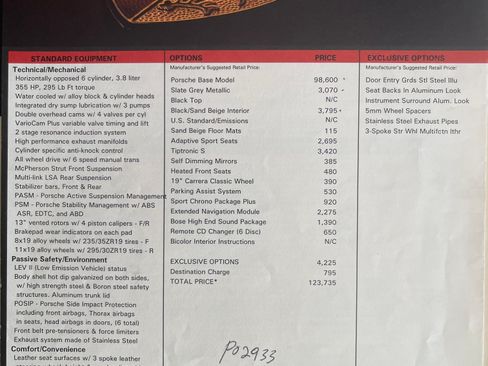 STANDARD EQUIPMENT
Technical/Mechanical
Horizontally opposed 6 cylinder, 3.8 liter
355 HP, 295 Lb Ft torque
Water cooled w/ alloy block & cylinder heads
Integrated dry sump lubrication w/ 3 pumps
Double overhead cams w/ 4 valves per cyl
VarioCam Plus variable valve timing and lift
2 stage resonance induction system
High performance exhaust manifolds
Cylinder specific anti-knock control
All wheel drive w/ 6 speed manual trans
McPherson Strut Front Suspension
Multi-link LSA Rear Suspension
Stabilizer bars, Front & Rear
PASM - Porsche Active Suspension Management
PSM - Porsche Stability Management w/ ABS
ASR, EDTC, and ABD
13" vented rotors w/ 4 piston calipers - F/R
Brakepad wear indicators on each pad
8x19 alloy wheels w/ 235/35ZR19 tires - F
11x19 alloy wheels w/ 295/30ZR19 tires - R
Passive Safety/Environment
LEV II (Low Emission Vehicle) status
Body shell hot dip galvanized on both sides,
w/ high strength steel & Boron steel safety
structures. Aluminum trunk lid
POSIP - Porsche Side Impact Protection
including front airbags, Thorax airbags
in seats, head airbags in doors, (6 total)
Front belt pre-tensioners & force limiters
Exhaust system made of Stainless Steel
Comfort/Convenience
Leather seat surfaces w/ 3 spoke leather
OPTIONS PRICE
Manufacturer's Suggested Retail Price:
Porsche Base Model 98,600 *
Slate Grey Metallic 3,070
Black Top N/C
Black/Sand Beige Interior 3,795
U.S. Standard/Emissions N/C
Sand Beige Floor Mats 115
Adaptive Sport Seats 2,695
Tiptronic S 3,420
Self Dimming Mirrors 385
Heated Front Seats 480
19" Carrera Classic Wheel 390
Parking Assist System 530
Sport Chrono Package Plus 920
Extended Navigation Module 2,275
Bose High End Sound Package 1,390
Remote CD Changer (6 Disc) 650
Bicolor Interior Instructions N/C
EXCLUSIVE OPTIONS 4,225
Destination Charge 795
TOTAL PRICE* 123,735
PO2933
EXCLUSIVE OPTIONS
Manufacturer's Suggested Retail Price:
Door Entry Grds Stl Steel Illu
Seat Backs In Aluminum Look
Instrument Surround Alum. Look
5mm Wheel Spacers
Stainless Steel Exhaust Pipes
3-Spoke Str Whl Multifctn lthr